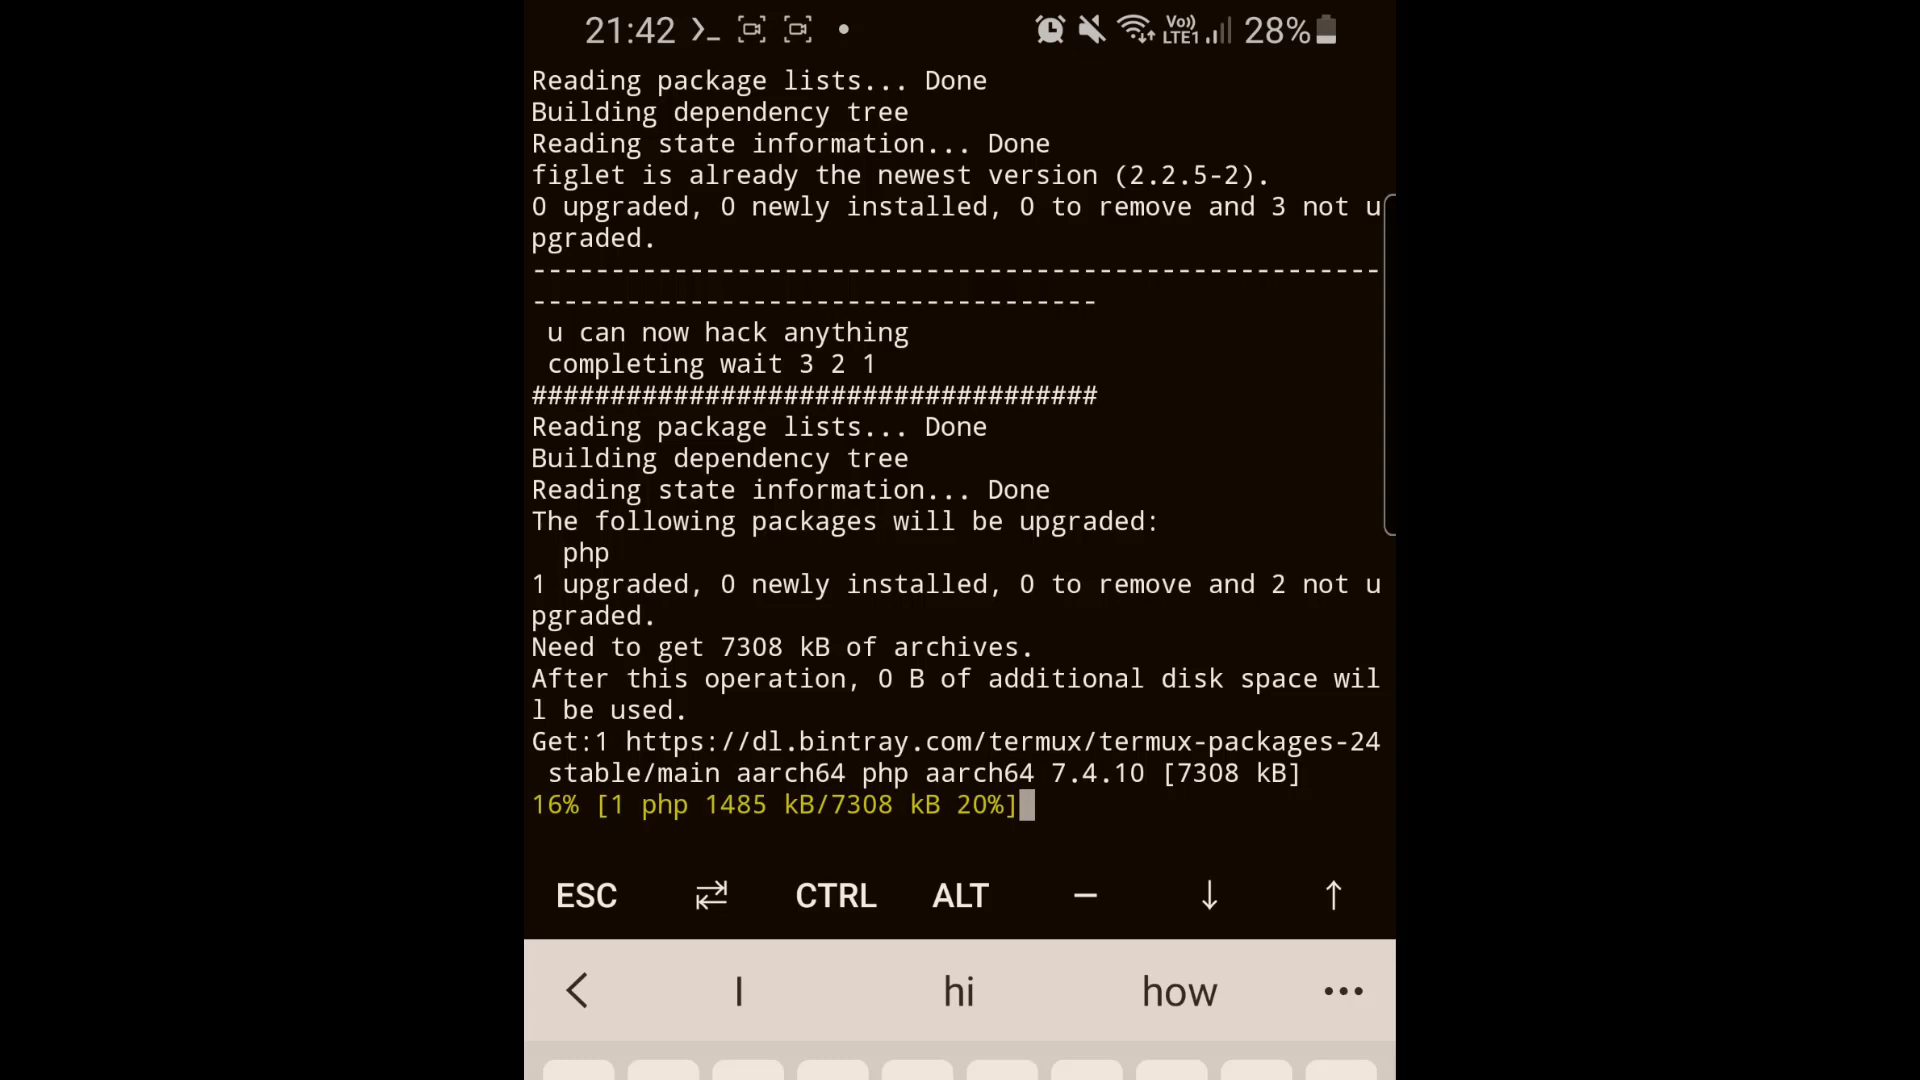 21:42 Vo)) LTE1 28%
Reading package lists... Done
Building dependency tree
Reading state information... Done
figlet is already the newest version (2.2.5-2).
0 upgraded, 0 newly installed, 0 to remove and 3 not u
pgraded.
------------------------------------------------------
------------------------------------
u can now hack anything
completing wait 3 2 1
####################################
Reading package lists... Done
Building dependency tree
Reading state information... Done
The following packages will be upgraded:
php
1 upgraded, 0 newly installed, 0 to remove and 2 not u
pgraded.
Need to get 7308 kB of archives.
After this operation, 0 B of additional disk space wil
l be used.
Get:1 https://dl.bintray.com/termux/termux-packages-24
stable/main aarch64 php aarch64 7.4.10 [7308 kB]
16% [1 php 1485 kB/7308 kB 20%]
ESC CTRL ALT –
I hi how